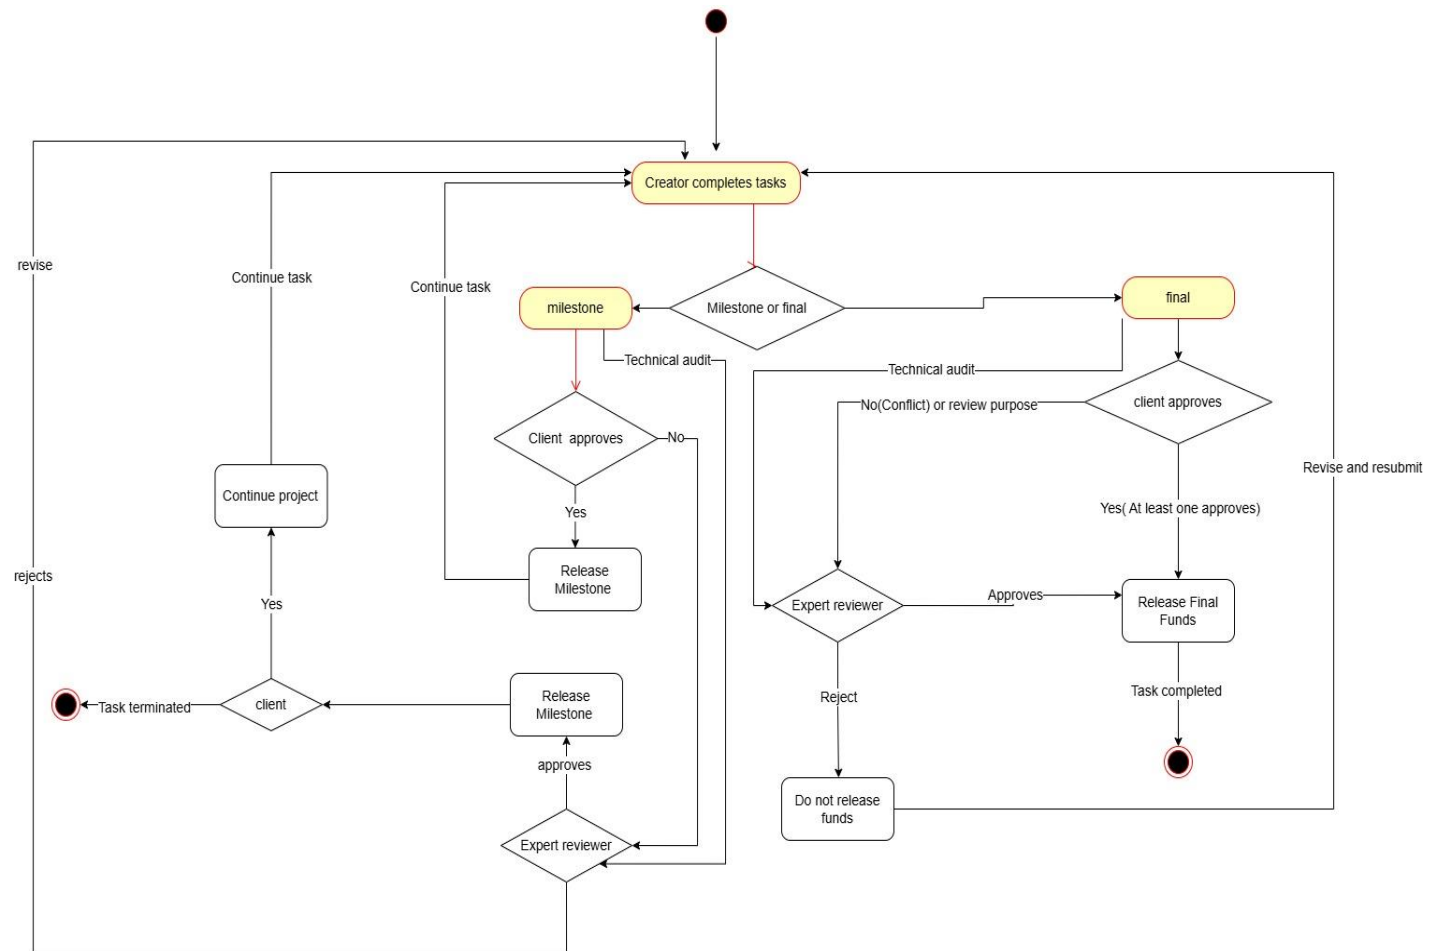 Creator completes tasks
revise
Continue task
Continue task
milestone
Milestone or final
final
Technical audit
Technical audit
No(Conflict) or review purpose
client approves
Client  approves
No
Revise and resubmit
Continue project
Yes
Yes( At least one approves)
rejects
Release
Milestone
Yes
Expert reviewer
Approves
Release Final
Funds
Task terminated
client
Release
Milestone
Reject
Task completed
approves
Do not release
funds
Expert reviewer